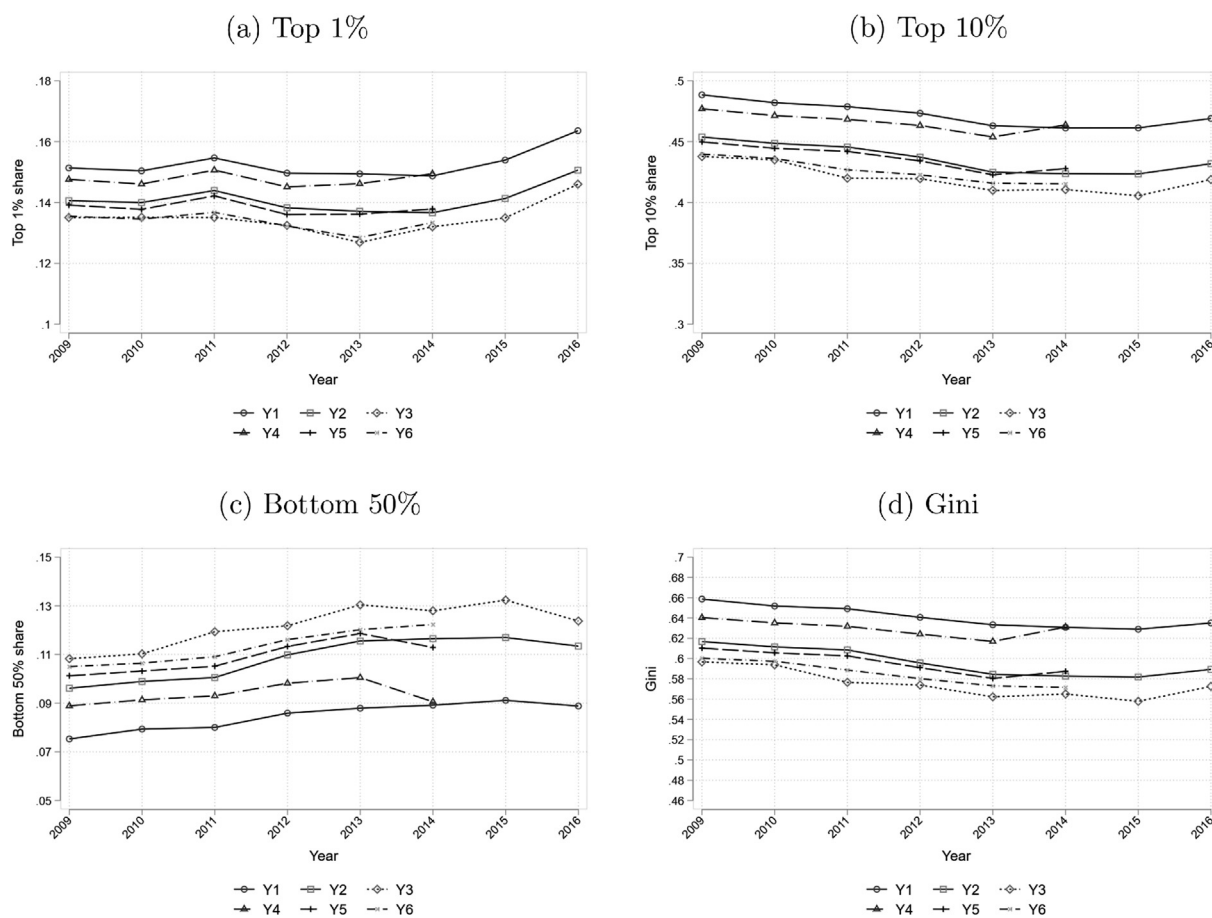 (a) Top 1%
.18
.16
.14
.12
.1
Top 1% share
2009 2010 2011 2012 2013 2014 2015 2016
Year
Y1 Y2 Y3
Y4 Y5 Y6
(b) Top 10%
.5
.45
.4
.35
.3
Top 10% share
2009 2010 2011 2012 2013 2014 2015 2016
Year
Y1 Y2 Y3
Y4 Y5 Y6
(c) Bottom 50%
.15
.13
.11
.09
.07
.05
Bottom 50% share
2009 2010 2011 2012 2013 2014 2015 2016
Year
Y1 Y2 Y3
Y4 Y5 Y6
(d) Gini
.7
.68
.66
.64
.62
.6
.58
.56
.54
.52
.5
.48
.46
Gini
2009 2010 2011 2012 2013 2014 2015 2016
Year
Y1 Y2 Y3
Y4 Y5 Y6